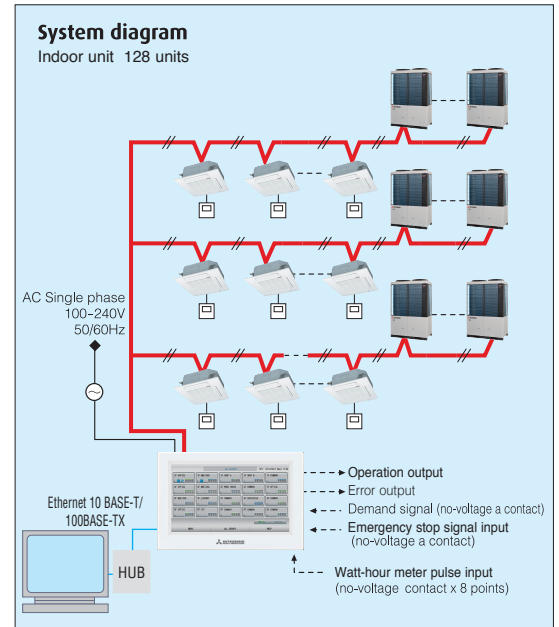 System diagram
Indoor unit 128 units
AC Single phase
100-240V
50/60Hz
Operation output
Error output
Demand signal (no-voltage a contact)
Emergency stop signal input
(no-voltage a contact)
Ethernet 10 BASE-T/
100BASE-TX
HUB
Watt-hour meter pulse input
(no-voltage contact x 8 points)